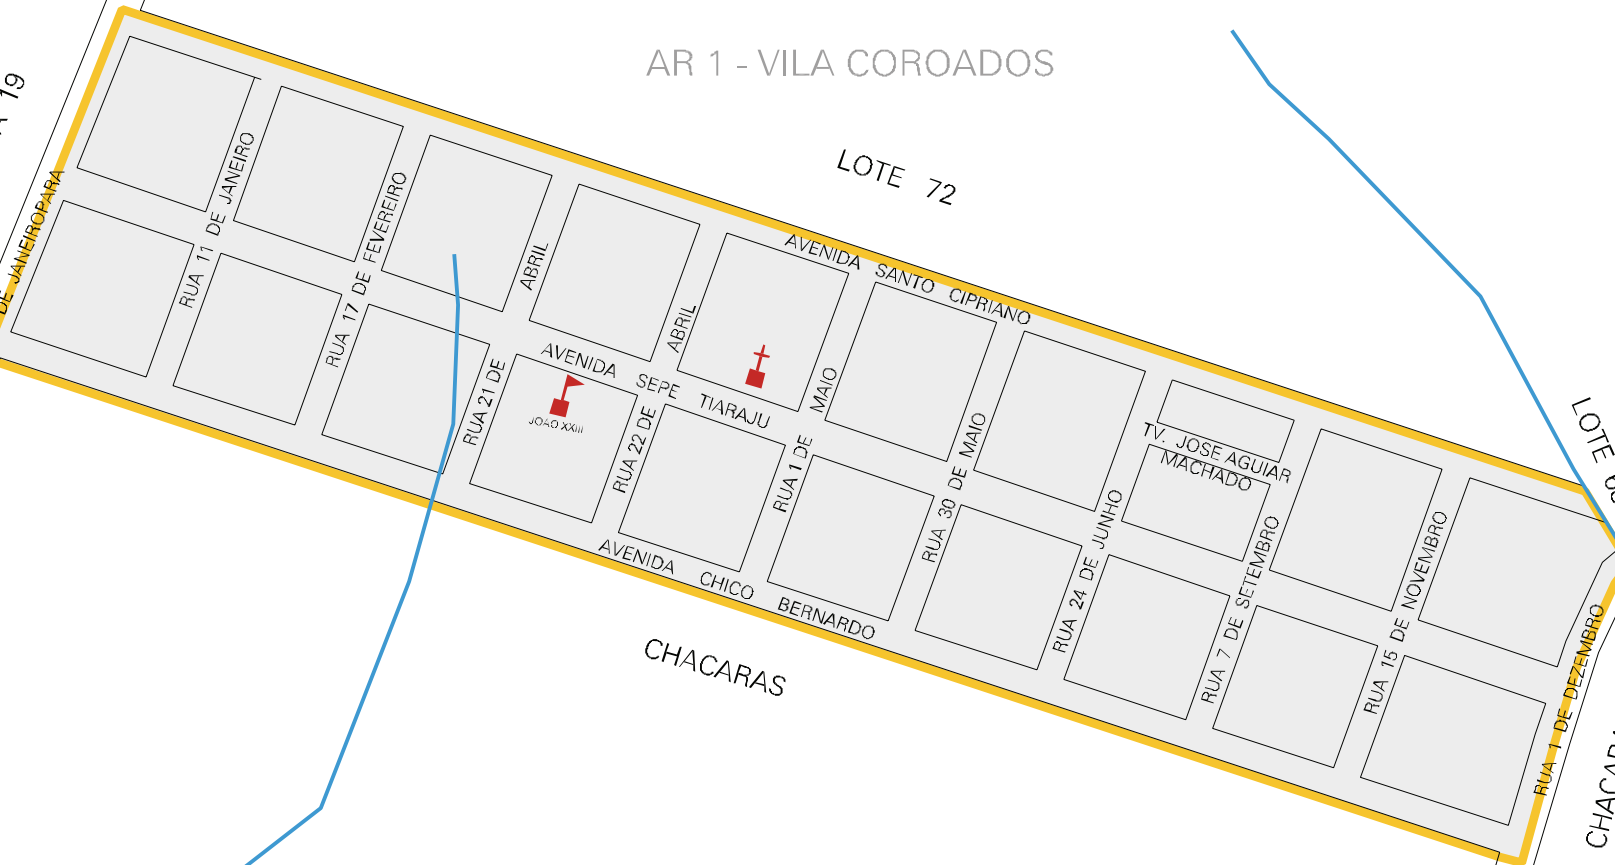 AR 1 - VILA COROADOS
19
LOTE 72
RUA 11 DE JANEIRO
DE JANEIROPARA
RUA 17 DE FEVEREIRO
RUA 21 DE ABRIL
RUA 22 DE ABRIL
AVENIDA SANTO CIPRIANO
AVENIDA SEPE TIARAJU
JOAO XXIII
RUA 1 DE MAIO
RUA 30 DE MAIO
TV. JOSE AGUIAR
MACHADO
RUA 24 DE JUNHO
RUA 7 DE SETEMBRO
RUA 15 DE NOVEMBRO
RUA 1 DE DEZEMBRO
AVENIDA CHICO BERNARDO
CHACARAS
LOTE